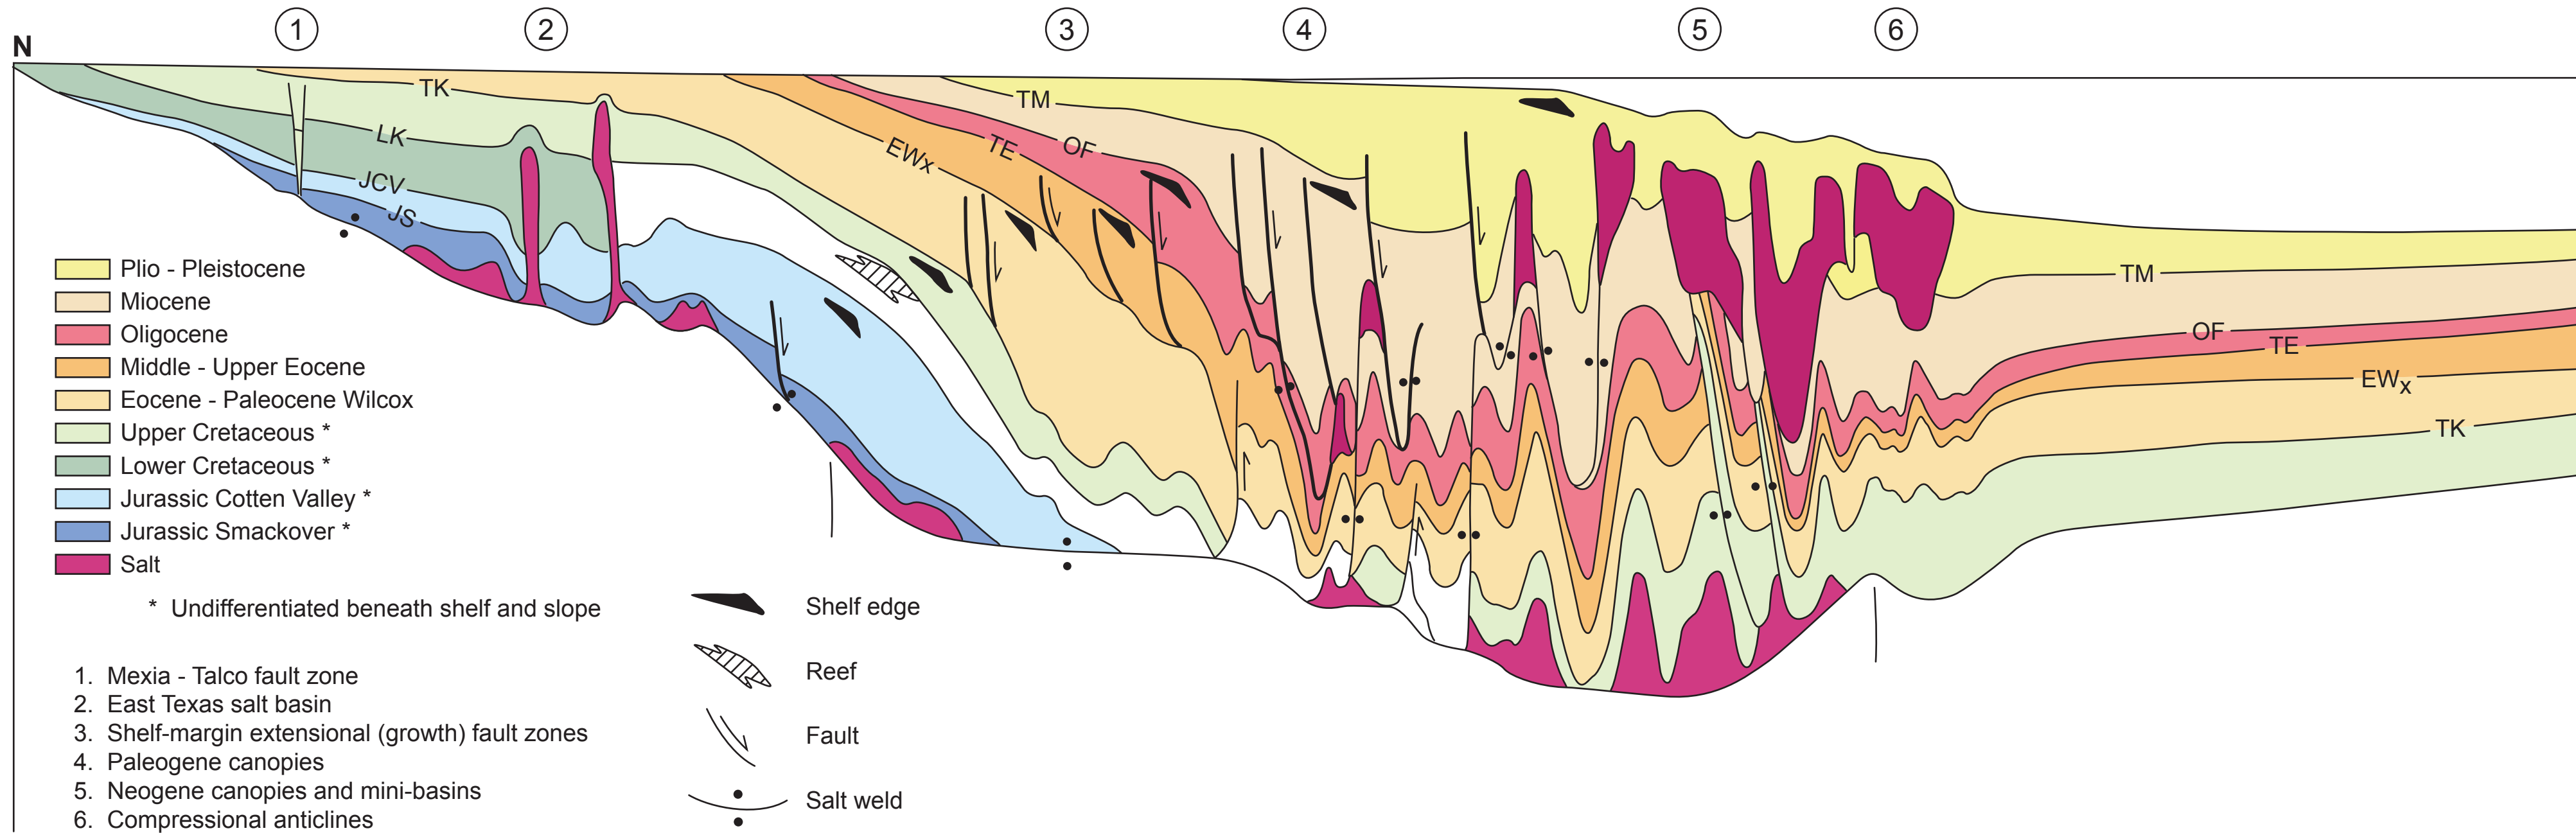 1 2 3 4 5 6
N
TK
TM
LK
OF
TE
EWx
JCV
JS
TM
OF
TE
EWx
TK
Plio - Pleistocene
Miocene
Oligocene
Middle - Upper Eocene
Eocene - Paleocene Wilcox
Upper Cretaceous *
Lower Cretaceous *
Jurassic Cotten Valley *
Jurassic Smackover *
Salt
* Undifferentiated beneath shelf and slope
1. Mexia - Talco fault zone
2. East Texas salt basin
3. Shelf-margin extensional (growth) fault zones
4. Paleogene canopies
5. Neogene canopies and mini-basins
6. Compressional anticlines
Shelf edge
Reef
Fault
Salt weld